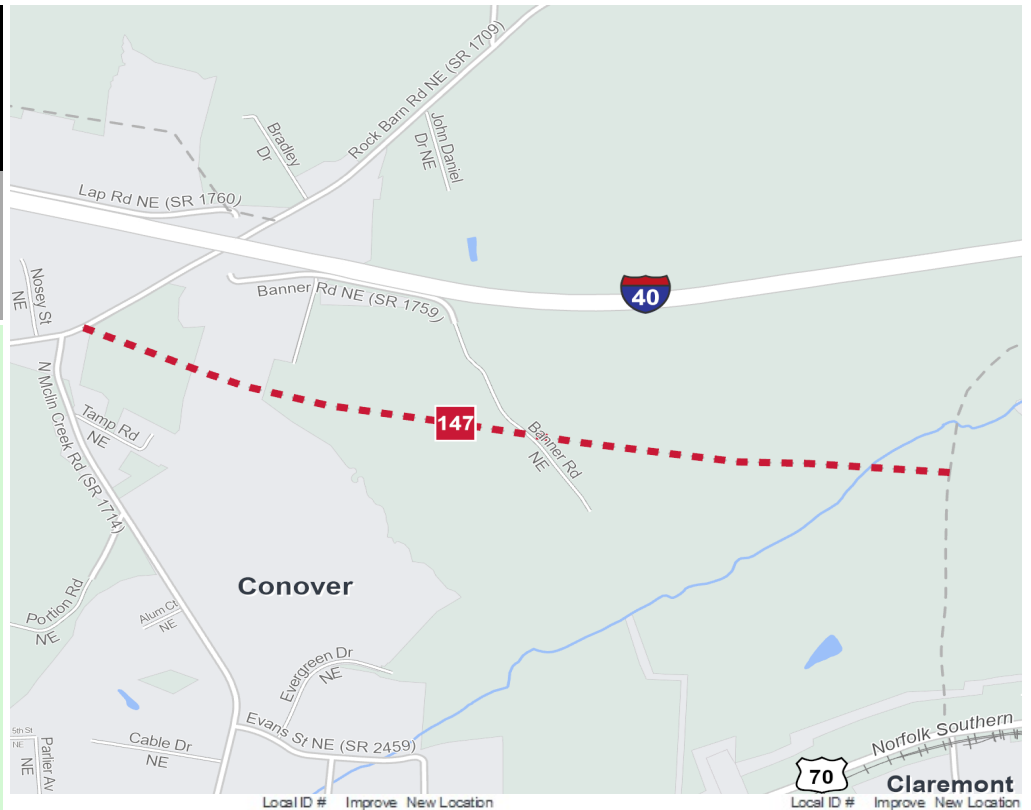 Rock Barn Rd NE (SR 1709)
Bradley
Dr
John Daniel
Dr NE
Lap Rd NE (SR 1760)
Nosey St
NE
Banner Rd NE (SR 1759)
40
N Mclin Creek Rd (SR 1714)
Tamp Rd
NE
147
Banner Rd
NE
Conover
Portion Rd
NE
Alum Ct
NE
Evergreen Dr
NE
Evans St NE (SR 2459)
5th St
NE
Parlier Av
NE
Cable Dr
NE
Norfolk Southern
70
Claremont
Local ID # Improve New Location
Local ID # Improve New Location